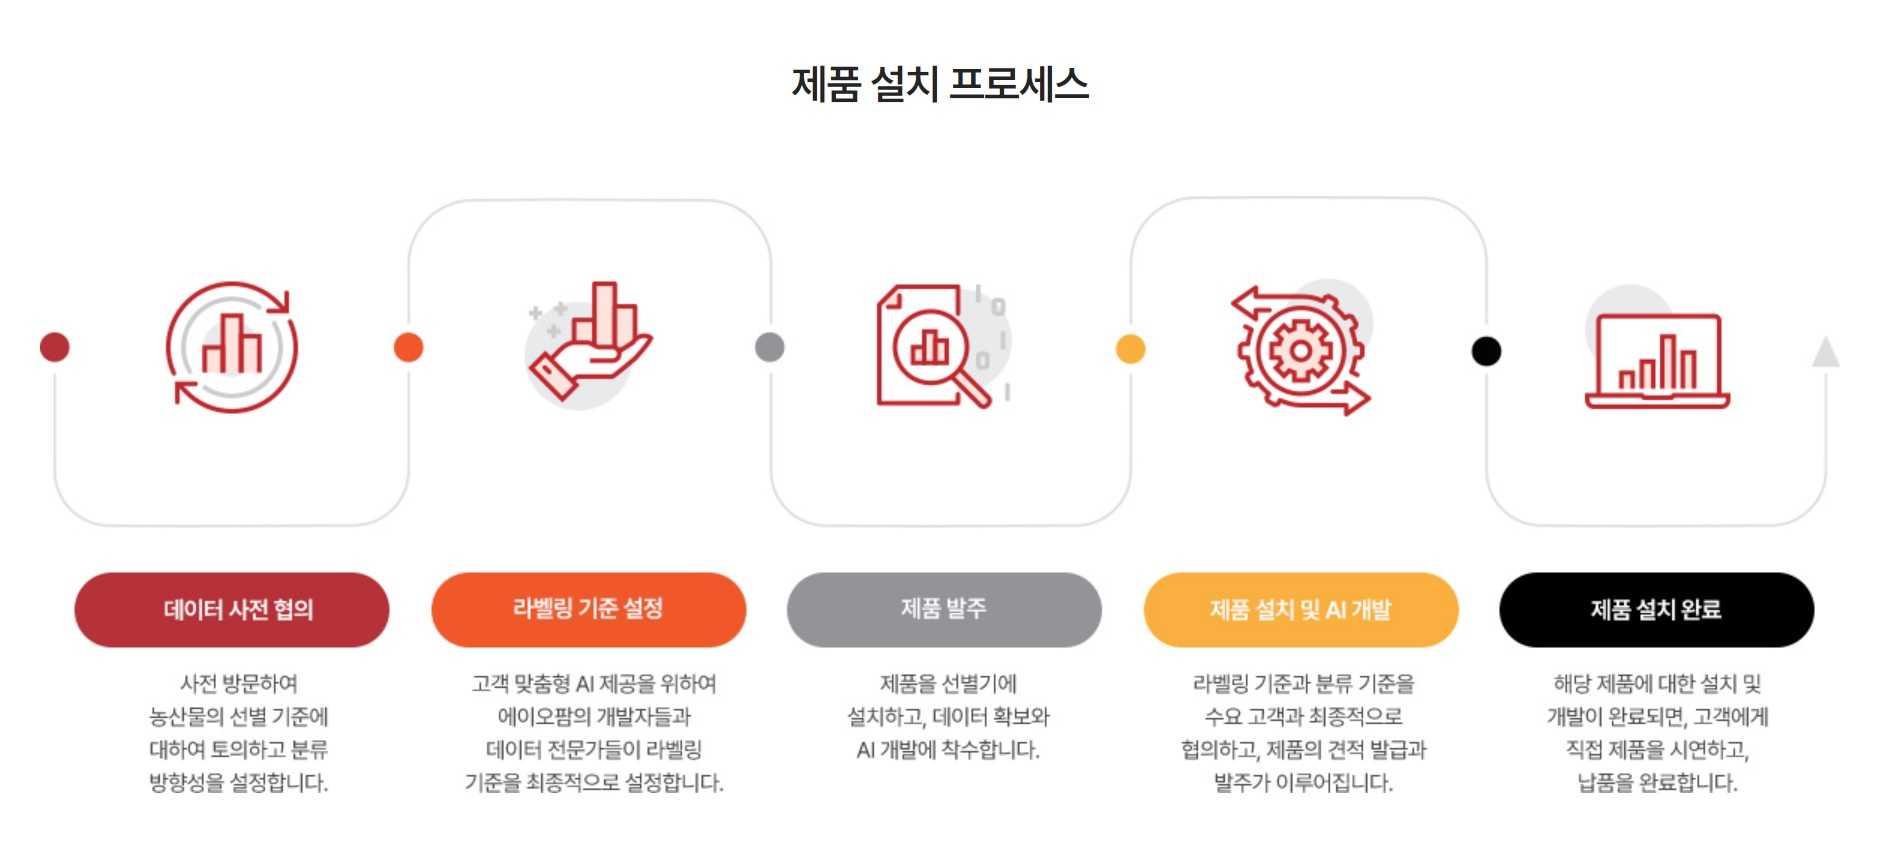 제품 설치 프로세스
데이터 사전 협의
사전 방문하여
농산물의 선별 기준에
대하여 토의하고 분류
방향성을 설정합니다.
라벨링 기준 설정
고객 맞춤형 AI 제공을 위하여
에이오팜의 개발자들과
데이터 전문가들이 라벨링
기준을 최종적으로 설정합니다.
제품 발주
제품을 선별기에
설치하고, 데이터 확보와
AI 개발에 착수합니다.
제품 설치 및 AI 개발
라벨링 기준과 분류 기준을
수요 고객과 최종적으로
협의하고, 제품의 견적 발급과
발주가 이루어집니다.
제품 설치 완료
해당 제품에 대한 설치 및
개발이 완료되면, 고객에게
직접 제품을 시연하고,
납품을 완료합니다.